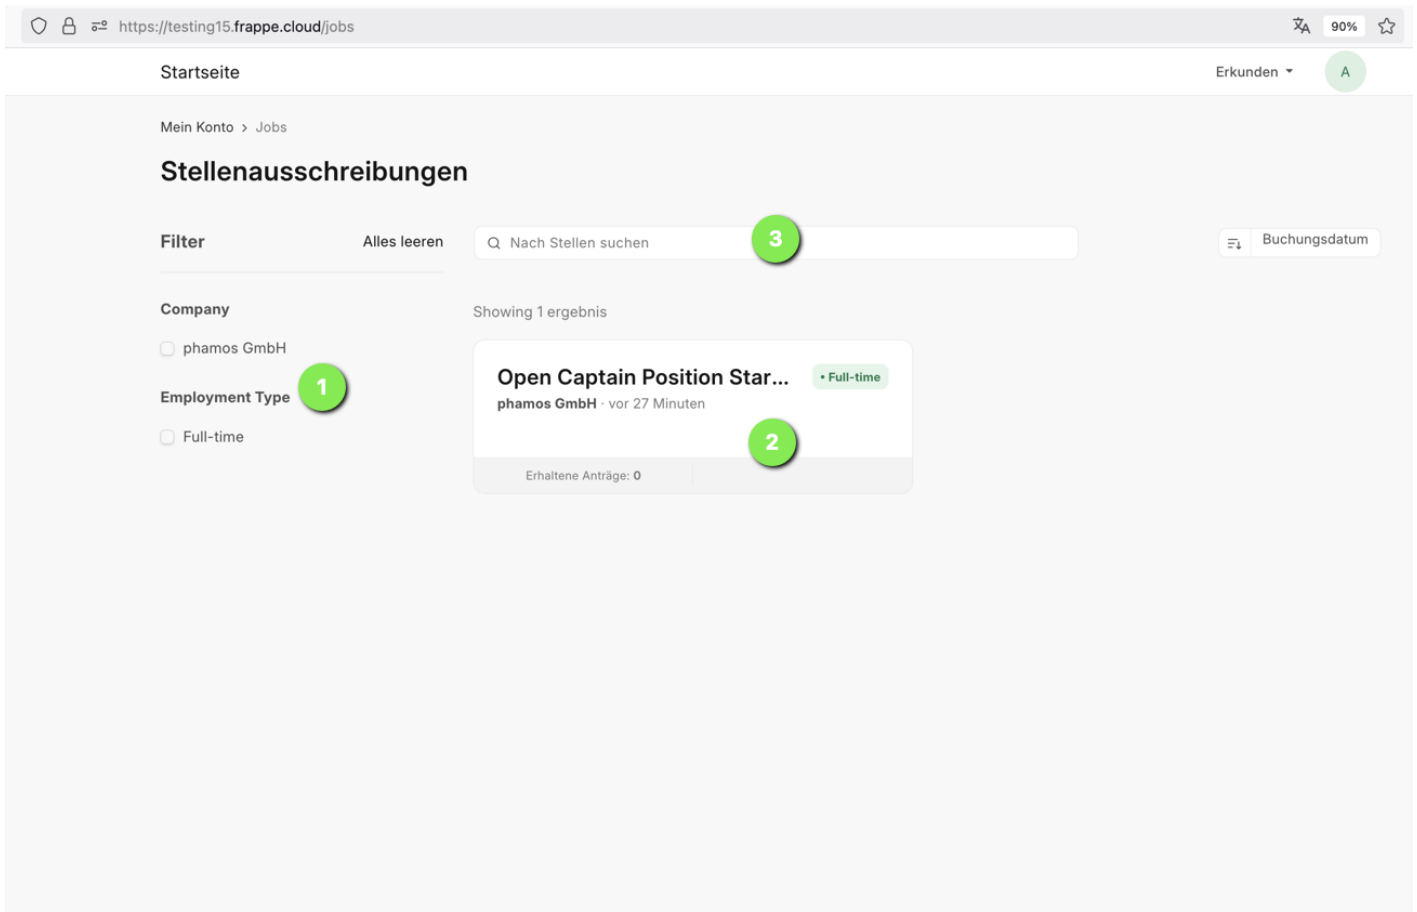 https://testing15.frappe.cloud/jobs
90%
Startseite
Erkunden
A
Mein Konto > Jobs
Stellenausschreibungen
Filter
Alles leeren
Nach Stellen suchen
3
Buchungsdatum
Company
phamos GmbH
Employment Type
1
Full-time
Showing 1 ergebnis
Open Captain Position Star...
• Full-time
phamos GmbH · vor 27 Minuten
2
Erhaltene Anträge: 0